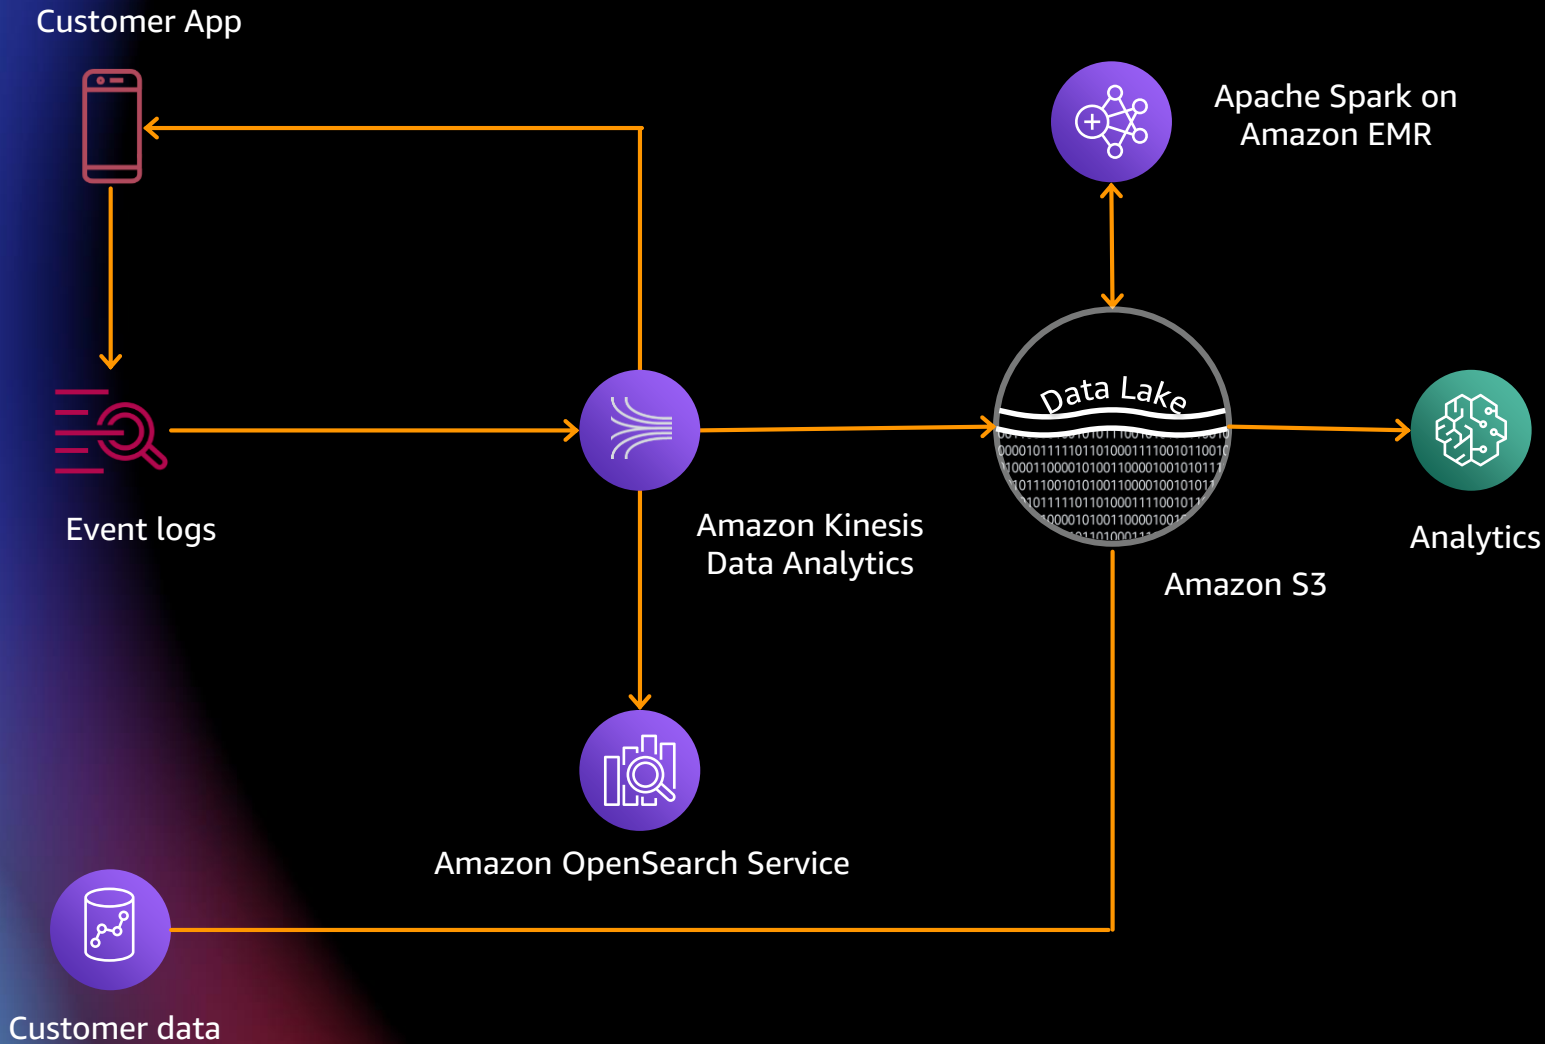 Customer App
Apache Spark on
Amazon EMR
Data Lake
Event logs
Amazon Kinesis
Data Analytics
Amazon S3
Analytics
Amazon OpenSearch Service
Customer data